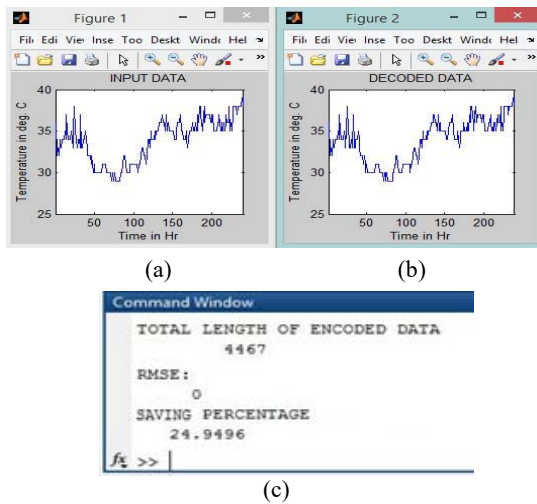 Figure 1
File Edi Viev Inse Too Deskt Windc Hel
INPUT DATA
Temperature in deg. C
40
35
30
25
50 100 150 200
Time in Hr
(a)
Figure 2
File Edi Viev Inse Too Deskt Windc Hel
DECODED DATA
Temperature in deg. C
40
35
30
25
50 100 150 200
Time in Hr
(b)
Command Window
TOTAL LENGTH OF ENCODED DATA
4467
RMSE:
0
SAVING PERCENTAGE
24.9496
fx >>
(c)